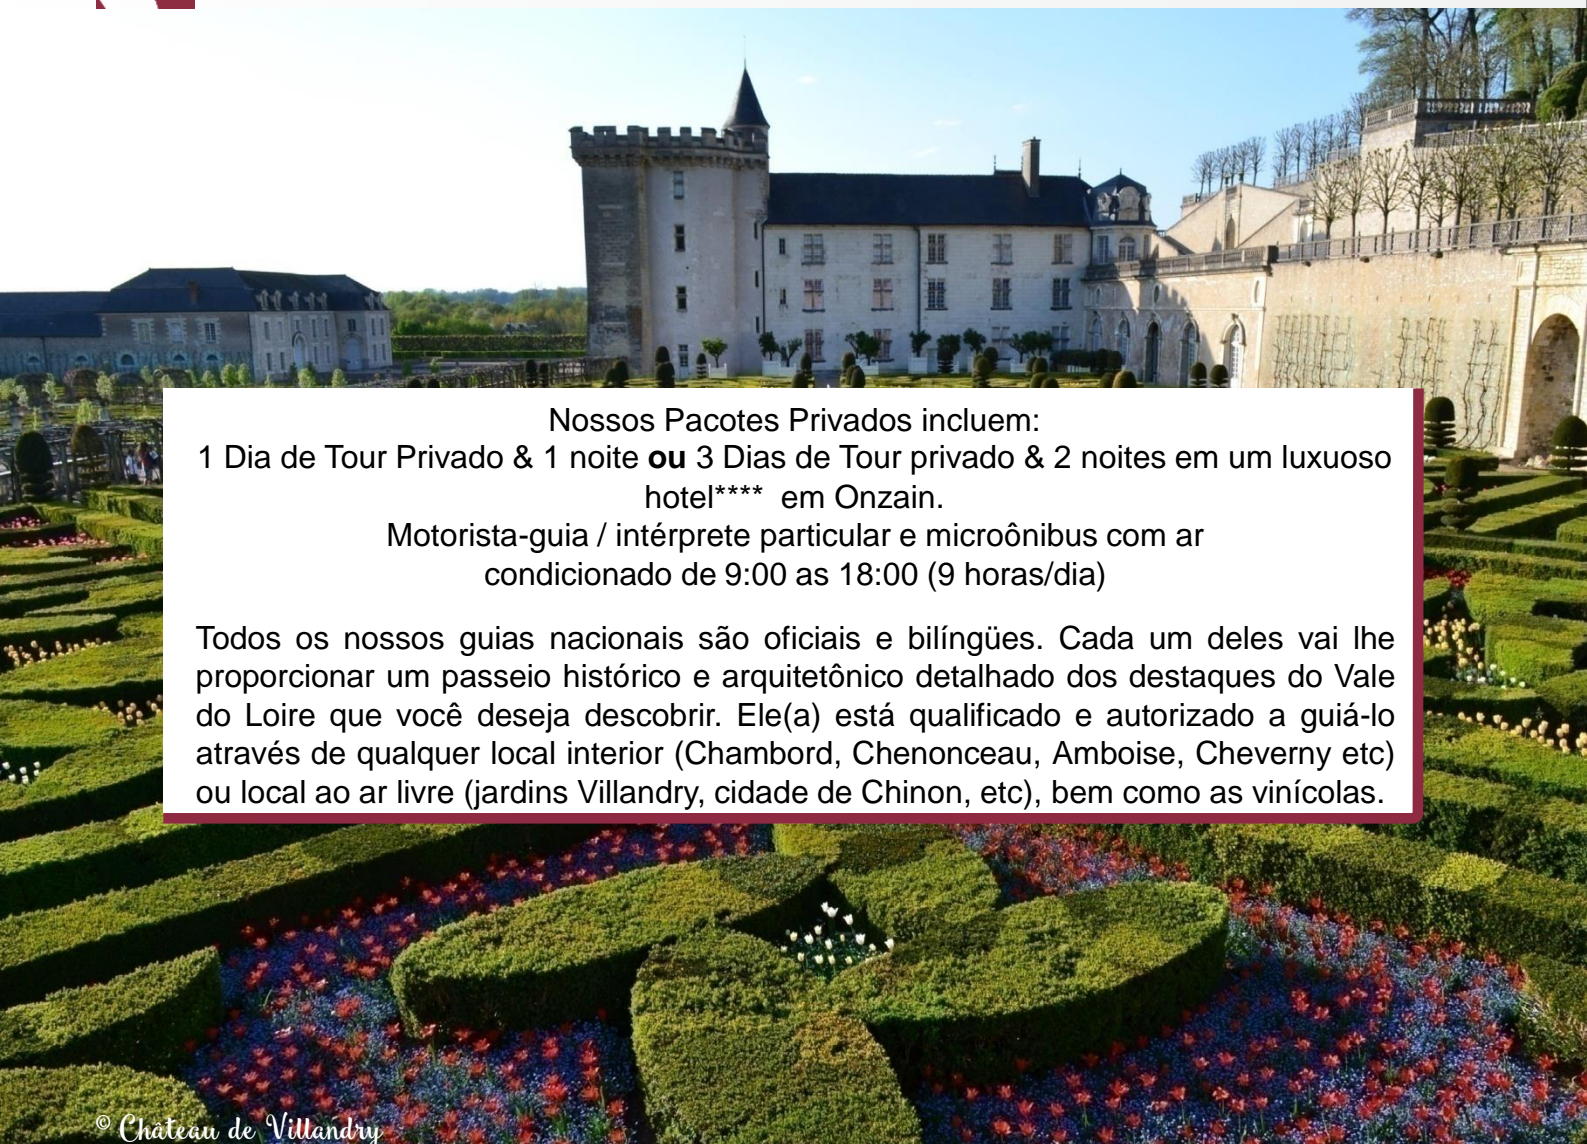 Nossos Pacotes Privados incluem:
1 Dia de Tour Privado & 1 noite ou 3 Dias de Tour privado & 2 noites em um luxuoso
hotel**** em Onzain.
Motorista-guia / intérprete particular e microônibus com ar
condicionado de 9:00 as 18:00 (9 horas/dia)
Todos os nossos guias nacionais são oficiais e bilíngües. Cada um deles vai lhe
proporcionar um passeio histórico e arquitetônico detalhado dos destaques do Vale
do Loire que você deseja descobrir. Ele(a) está qualificado e autorizado a guiá-lo
através de qualquer local interior (Chambord, Chenonceau, Amboise, Cheverny etc)
ou local ao ar livre (jardins Villandry, cidade de Chinon, etc), bem como as vinícolas.
© Château de Villandry